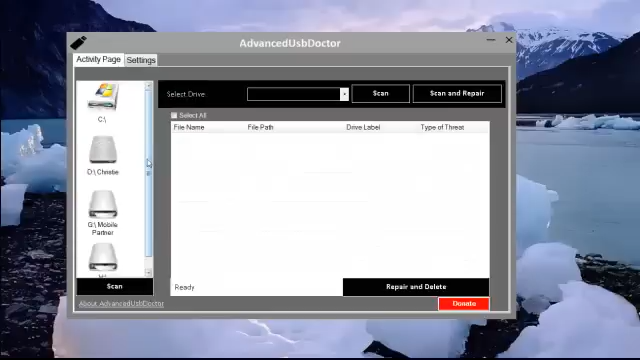 AdvancedUsbDoctor
Activity Page
Settings
Select Drive
Scan
Scan and Repair
C:\
Select All
File Name
File Path
Drive Label
Type of Threat
D:\ Christie
G:\ Mobile
Partner
Scan
Ready
Repair and Delete
About AdvancedUsbDoctor
Donate